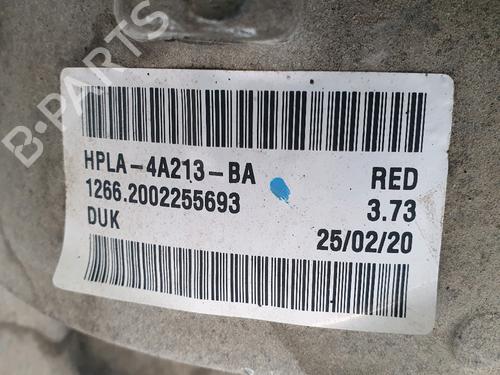 B-PARTS
HPLA-4A213-BA
RED
1266.2002255693
3.73
DUK
25/02/20